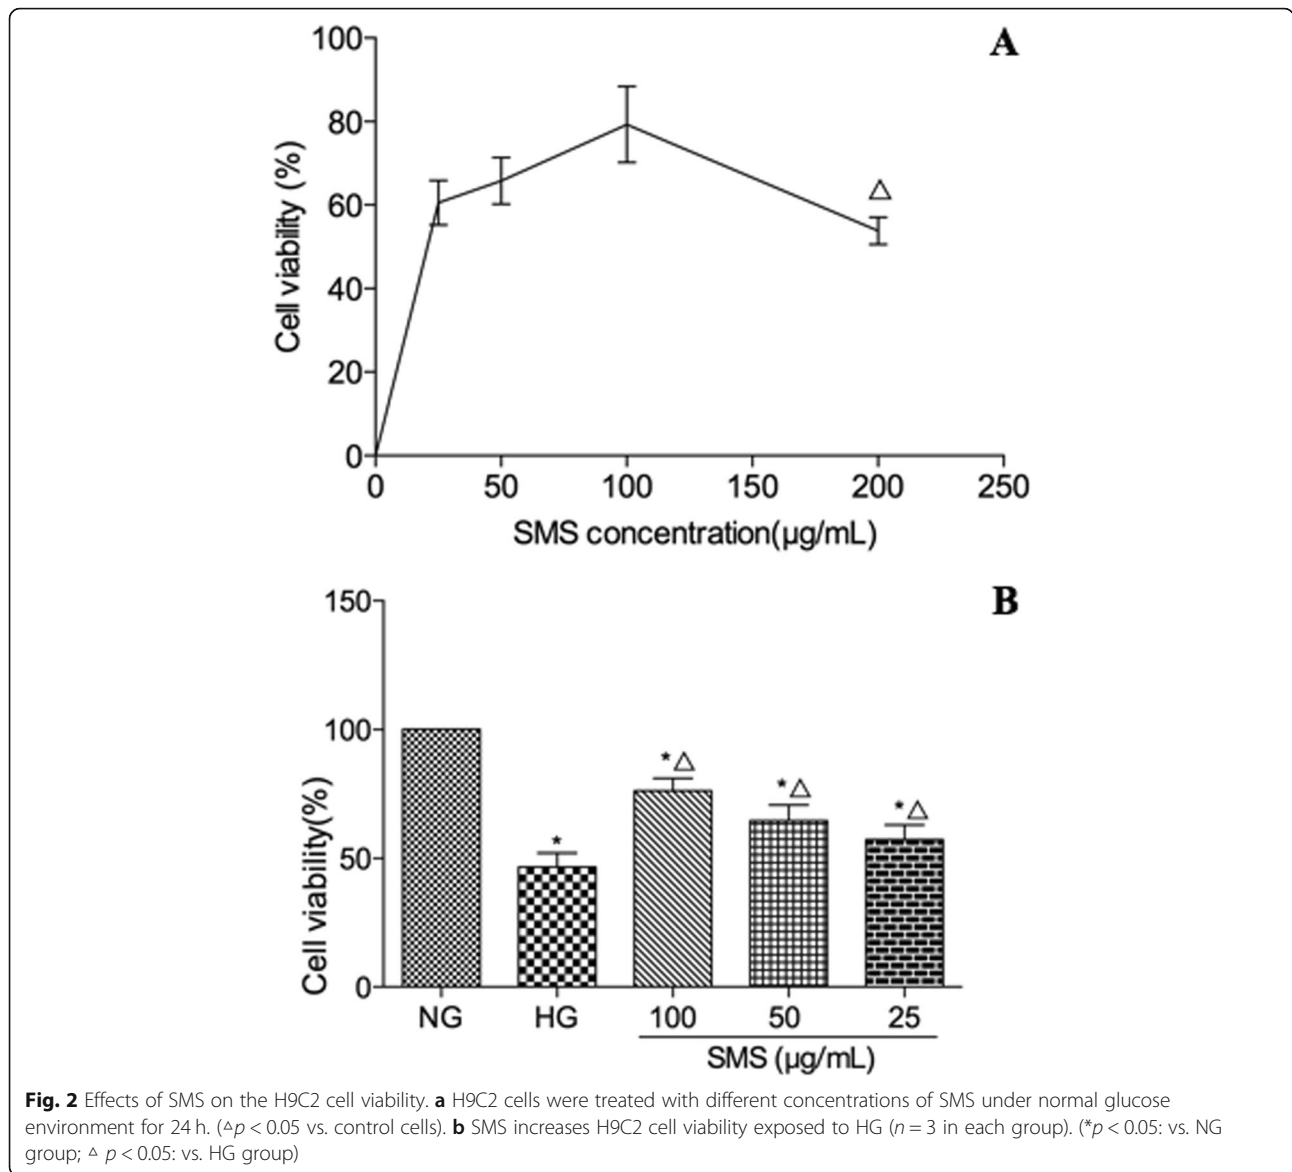 A
100
80
60
40
20
0
Cell viability (%)
△
0 50 100 150 200 250
SMS concentration(µg/mL)
B
150
100
50
0
Cell viability(%)
*
*△
*△
*△
NG HG 100 50 25
SMS (µg/mL)
Fig. 2 Effects of SMS on the H9C2 cell viability. a H9C2 cells were treated with different concentrations of SMS under normal glucose
environment for 24 h. (△p < 0.05 vs. control cells). b SMS increases H9C2 cell viability exposed to HG (n = 3 in each group). (*p < 0.05: vs. NG
group; △ p < 0.05: vs. HG group)